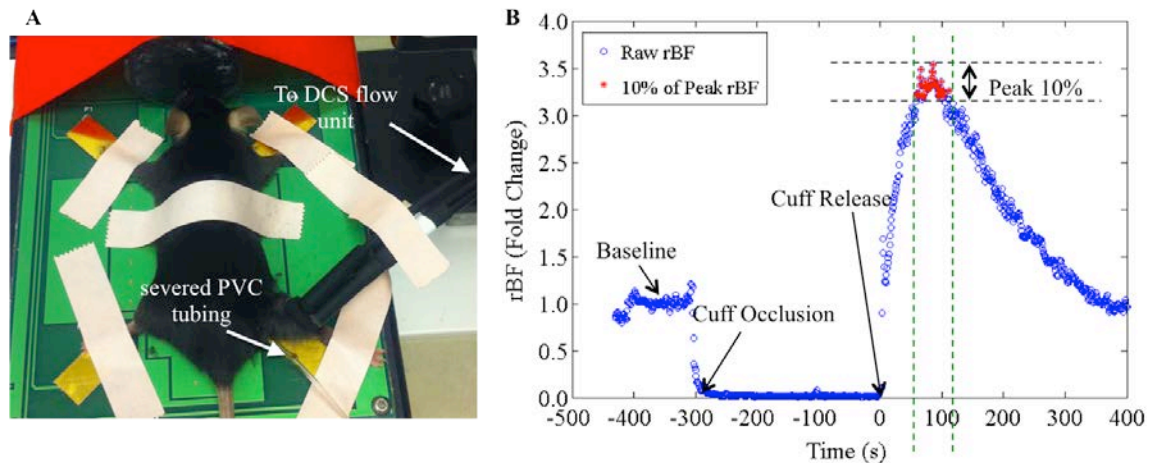 A
To DCS flow
unit
severed PVC
tubing
B
4.0
3.5
3.0
2.5
2.0
1.5
1.0
0.5
0.0
rBF (Fold Change)
Raw rBF
10% of Peak rBF
Peak 10%
Cuff Release
Baseline
Cuff Occlusion
-500 -400 -300 -200 -100 0 100 200 300 400
Time (s)